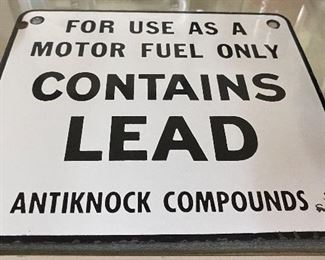 FOR USE AS A
MOTOR FUEL ONLY
CONTAINS
LEAD
ANTIKNOCK COMPOUNDS